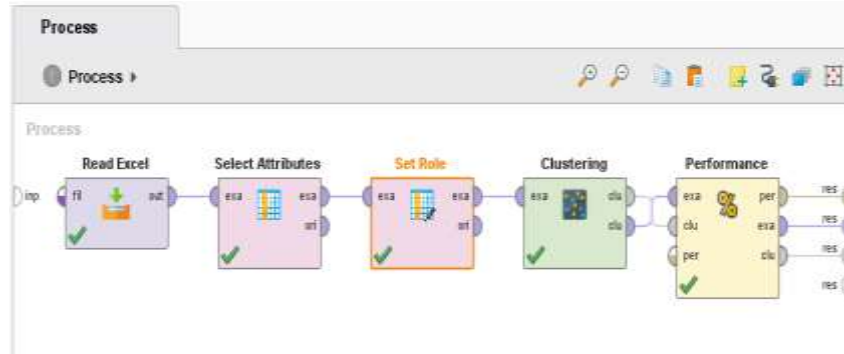 Process
Process
Process
Read Excel
Select Attributes
Set Role
Clustering
Performance
inp
fil
out
exa
exa
ori
exa
exa
ori
exa
clu
clu
exa
clu
per
per
exa
clu
res
res
res
res